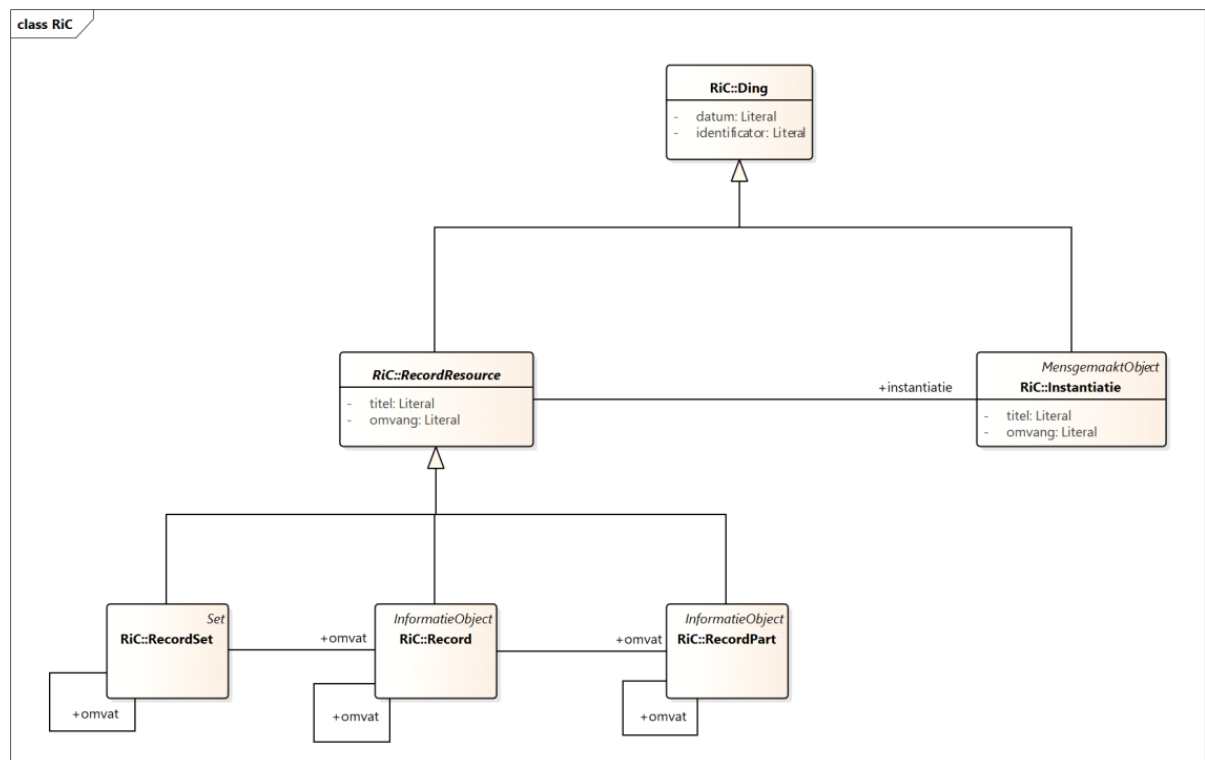 class RiC
RiC::Ding
- datum: Literal
- identificator: Literal
RiC::RecordResource
- titel: Literal
- omvang: Literal
+instantiatie
MensgemaaktObject
RiC::Instantiatie
- titel: Literal
- omvang: Literal
Set
RiC::RecordSet
+omvat
+omvat
InformatieObject
RiC::Record
+omvat
+omvat
InformatieObject
RiC::RecordPart
+omvat